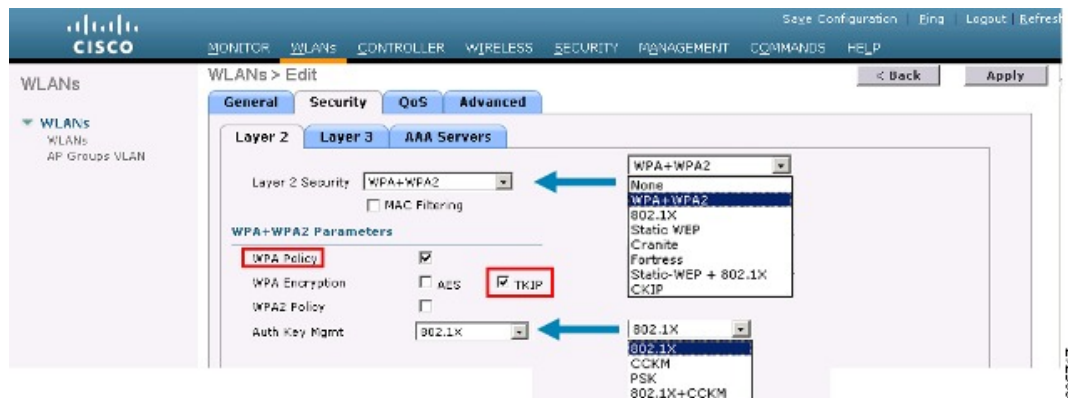 Save Configuration Ping Logout Refresh
CISCO
MONITOR WLANs CONTROLLER WIRELESS SECURITY MANAGEMENT COMMANDS HELP
WLANs
WLANs > Edit
< Back
Apply
General Security QoS Advanced
WLANs
WLANs
AP Groups VLAN
Layer 2 Layer 3 AAA Servers
Layer 2 Security WPA+WPA2
MAC Filtering
WPA+WPA2
None
WPA+WPA2
802.1X
Static WEP
Cranite
Fortress
Static-WEP + 802.1X
CKIP
WPA+WPA2 Parameters
WPA Policy
WPA Encryption AES TKIP
WPA2 Policy
Auth Key Mgmt 802.1X
802.1X
802.1X
CCKM
PSK
802.1X+CCKM